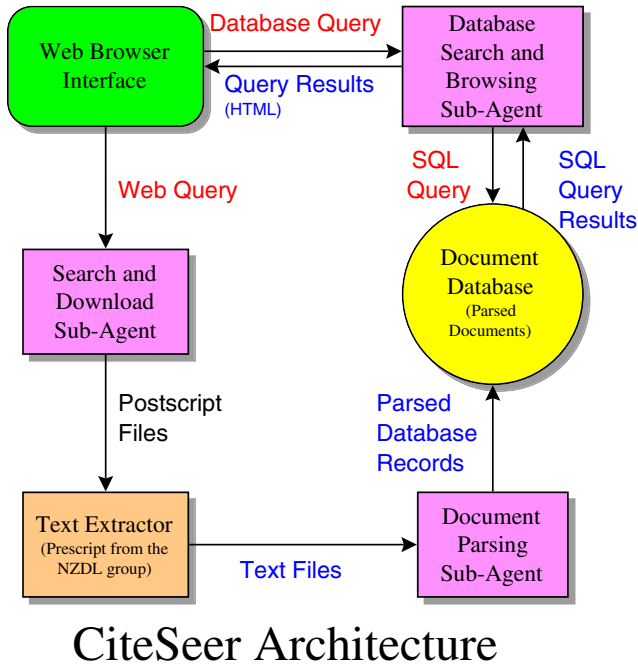 Web Browser
Interface
Database Query
Query Results
(HTML)
Database
Search and
Browsing
Sub-Agent
Web Query
SQL
Query
SQL
Query
Results
Search and
Download
Sub-Agent
Document
Database
(Parsed
Documents)
Postscript
Files
Parsed
Database
Records
Text Extractor
(Prescript from the
NZDL group)
Text Files
Document
Parsing
Sub-Agent
CiteSeer Architecture